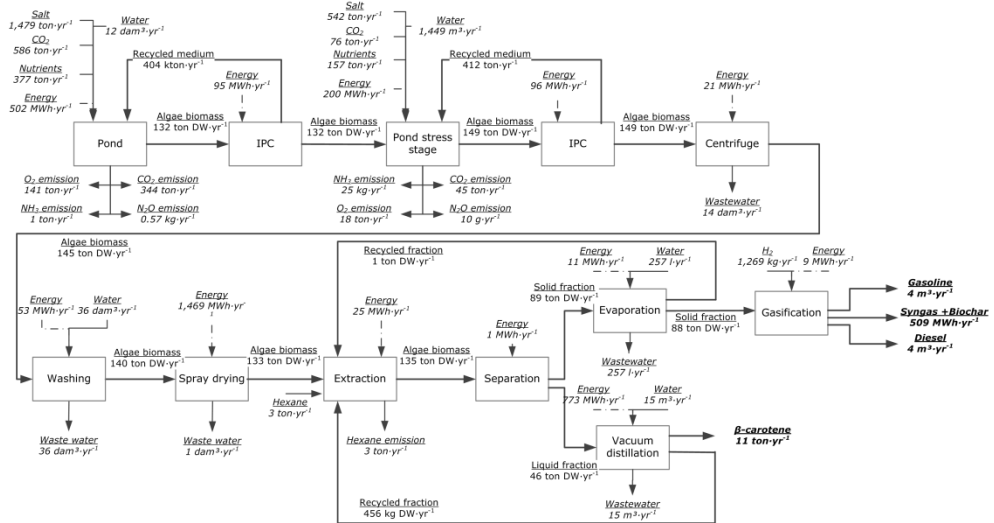 Salt
1,479 ton·yr⁻¹
Water
12 dam³·yr⁻¹
CO₂
586 ton·yr⁻¹
Nutrients
377 ton·yr⁻¹
Energy
502 MWh·yr⁻¹
Recycled medium
404 kton·yr⁻¹
Energy
95 MWh·yr⁻¹
Salt
542 ton·yr⁻¹
Water
1,449 m³·yr⁻¹
CO₂
76 ton·yr⁻¹
Nutrients
157 ton·yr⁻¹
Energy
200 MWh·yr⁻¹
Recycled medium
412 ton·yr⁻¹
Energy
96 MWh·yr⁻¹
Energy
21 MWh·yr⁻¹
Pond
Algae biomass
132 ton DW·yr⁻¹
IPC
Algae biomass
132 ton DW·yr⁻¹
Pond stress
stage
Algae biomass
149 ton DW·yr⁻¹
IPC
Algae biomass
149 ton DW·yr⁻¹
Centrifuge
O₂ emission
141 ton·yr⁻¹
CO₂ emission
344 ton·yr⁻¹
NH₃ emission
1 ton·yr⁻¹
N₂O emission
0.57 kg·yr⁻¹
NH₃ emission
25 kg·yr⁻¹
CO₂ emission
45 ton·yr⁻¹
O₂ emission
18 ton·yr⁻¹
N₂O emission
10 g·yr⁻¹
Wastewater
14 dam³·yr⁻¹
Algae biomass
145 ton DW·yr⁻¹
Recycled fraction
1 ton DW·yr⁻¹
Energy
53 MWh·yr⁻¹
Water
36 dam³·yr⁻¹
Energy
1,469 MWh·yr⁻¹
Energy
25 MWh·yr⁻¹
Energy
1 MWh·yr⁻¹
Energy
11 MWh·yr⁻¹
Water
257 l·yr⁻¹
H₂
1,269 kg·yr⁻¹
Energy
9 MWh·yr⁻¹
Solid fraction
89 ton DW·yr⁻¹
Evaporation
Solid fraction
88 ton DW·yr⁻¹
Gasification
Gasoline
4 m³·yr⁻¹
Syngas +Biochar
509 MWh·yr⁻¹
Diesel
4 m³·yr⁻¹
Wastewater
257 l·yr⁻¹
Washing
Algae biomass
140 ton DW·yr⁻¹
Spray drying
Algae biomass
133 ton DW·yr⁻¹
Extraction
Algae biomass
135 ton DW·yr⁻¹
Separation
Hexane
3 ton·yr⁻¹
Waste water
36 dam³·yr⁻¹
Waste water
1 dam³·yr⁻¹
Hexane emission
3 ton·yr⁻¹
Energy
773 MWh·yr⁻¹
Water
15 m³·yr⁻¹
Vacuum
distillation
β-carotene
11 ton·yr⁻¹
Liquid fraction
46 ton DW·yr⁻¹
Wastewater
15 m³·yr⁻¹
Recycled fraction
456 kg DW·yr⁻¹